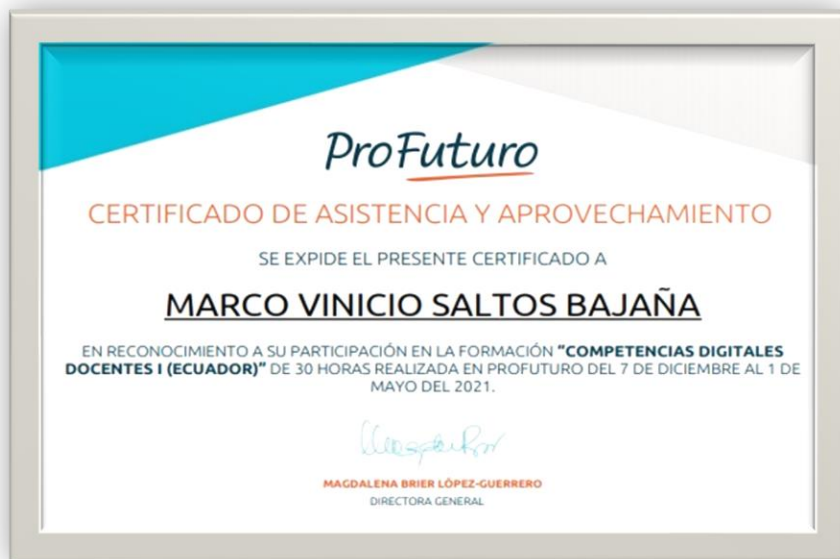 ProFuturo
CERTIFICADO DE ASISTENCIA Y APROVECHAMIENTO
SE EXPIDE EL PRESENTE CERTIFICADO A
MARCO VINICIO SALTOS BAJAÑA
EN RECONOCIMIENTO A SU PARTICIPACIÓN EN LA FORMACIÓN "COMPETENCIAS DIGITALES
DOCENTES I (ECUADOR)" DE 30 HORAS REALIZADA EN PROFUTURO DEL 7 DE DICIEMBRE AL 1 DE
MAYO DEL 2021.
MAGDALENA BRIER LÓPEZ-GUERRERO
DIRECTORA GENERAL